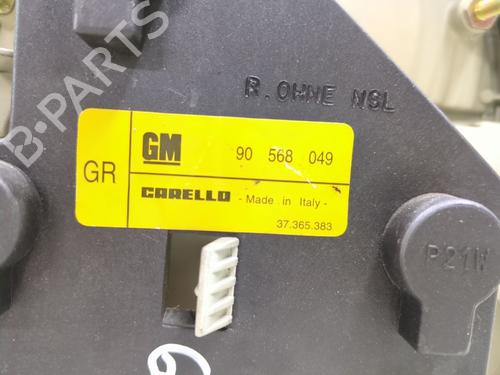 B-PARTS
R.OHNE NSL
GM 90 568 049
GR
CARELLO - Made in Italy -
37.365.383
P21W